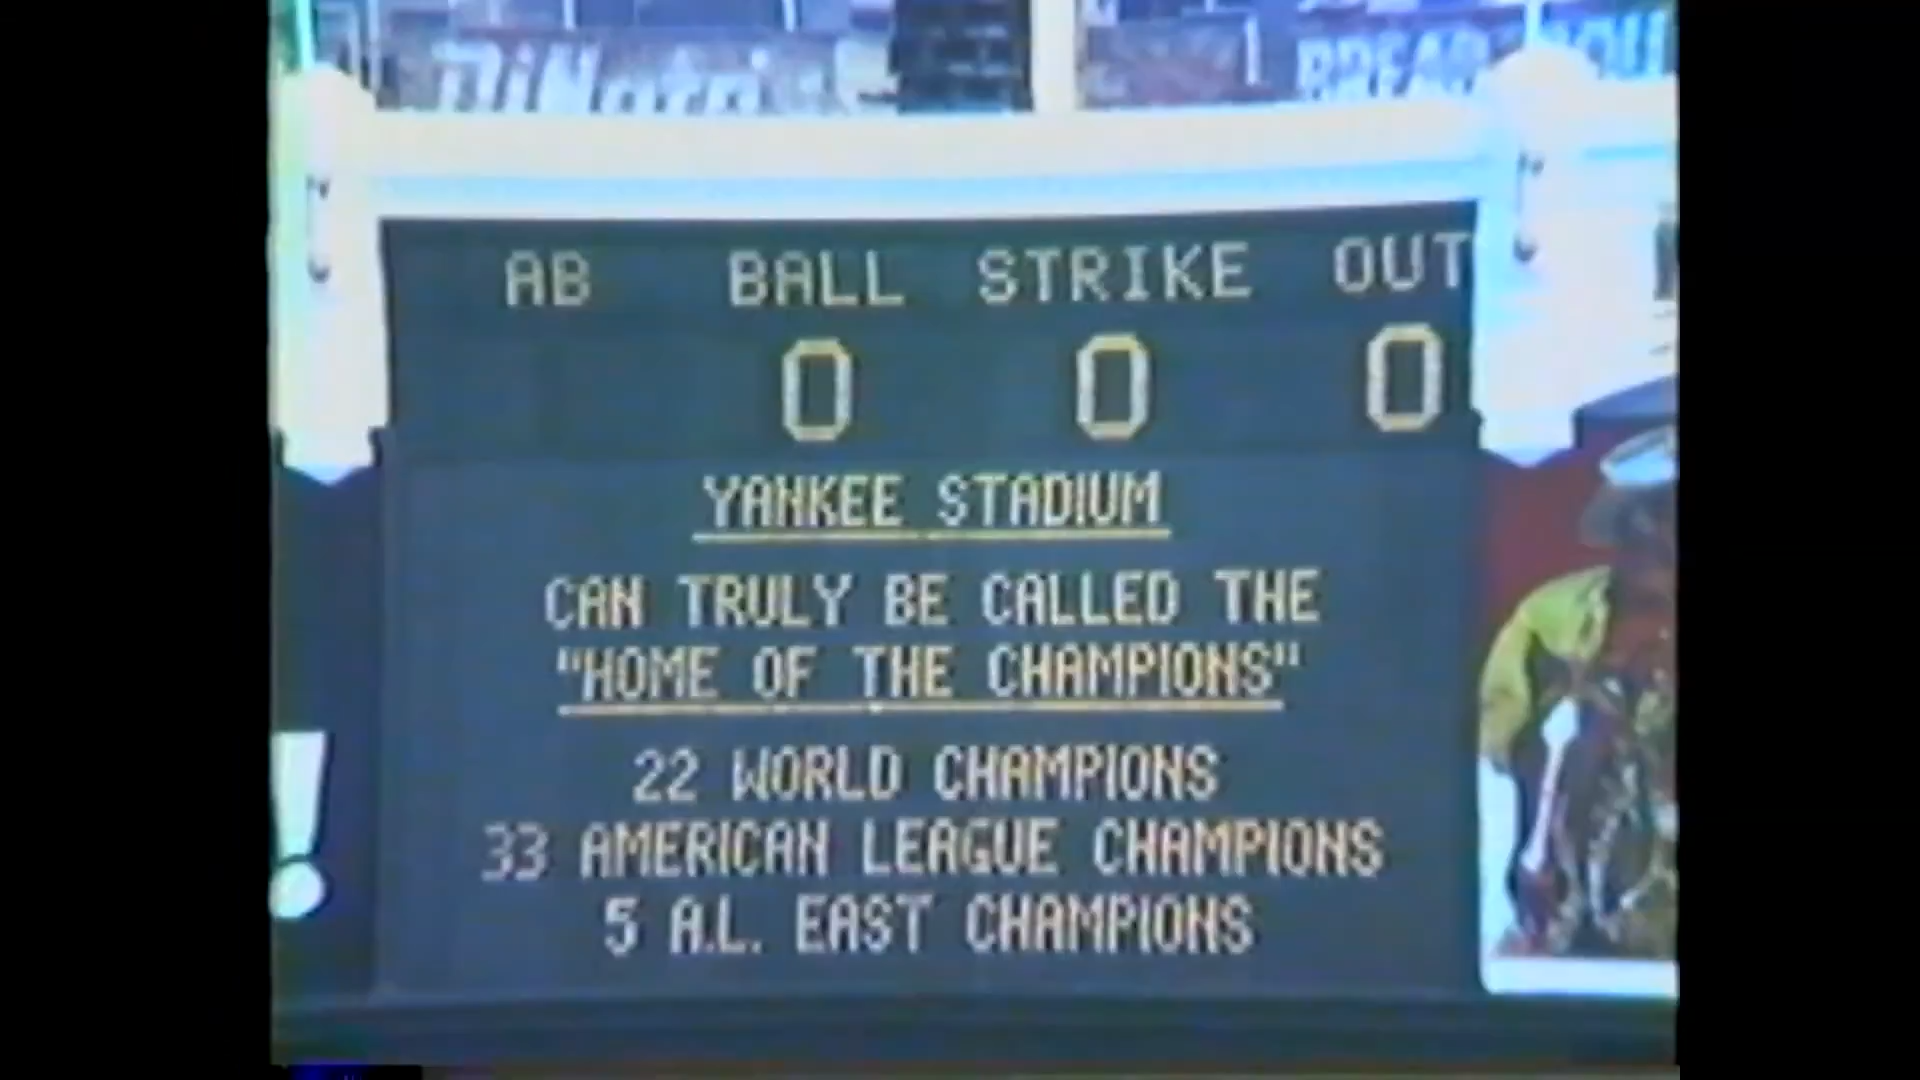 AB BALL STRIKE OUT
0 0 0
YANKEE STADIUM
CAN TRULY BE CALLED THE
"HOME OF THE CHAMPIONS"
22 WORLD CHAMPIONS
33 AMERICAN LEAGUE CHAMPIONS
5 A.L. EAST CHAMPIONS
!